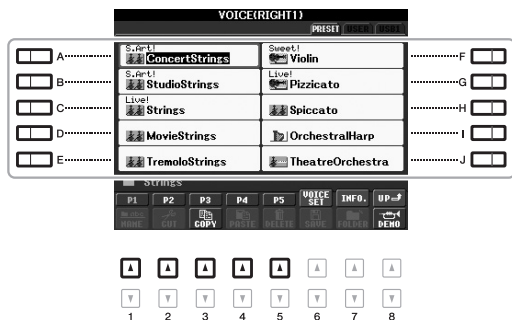 VOICE(RIGHT1)
PRESET USER USB1
S.Art! ConcertStrings
Sweet! Violin
S.Art! StudioStrings
Live! Pizzicato
Live! Strings
Spiccato
MovieStrings
OrchestralHarp
TremoloStrings
TheatreOrchestra
A
B
C
D
E
F
G
H
I
J
Strings
P1 P2 P3 P4 P5 VOICE SET INFO. UP
NAME CUT COPY PASTE DELETE SAVE FOLDER DEMO
1 2 3 4 5 6 7 8